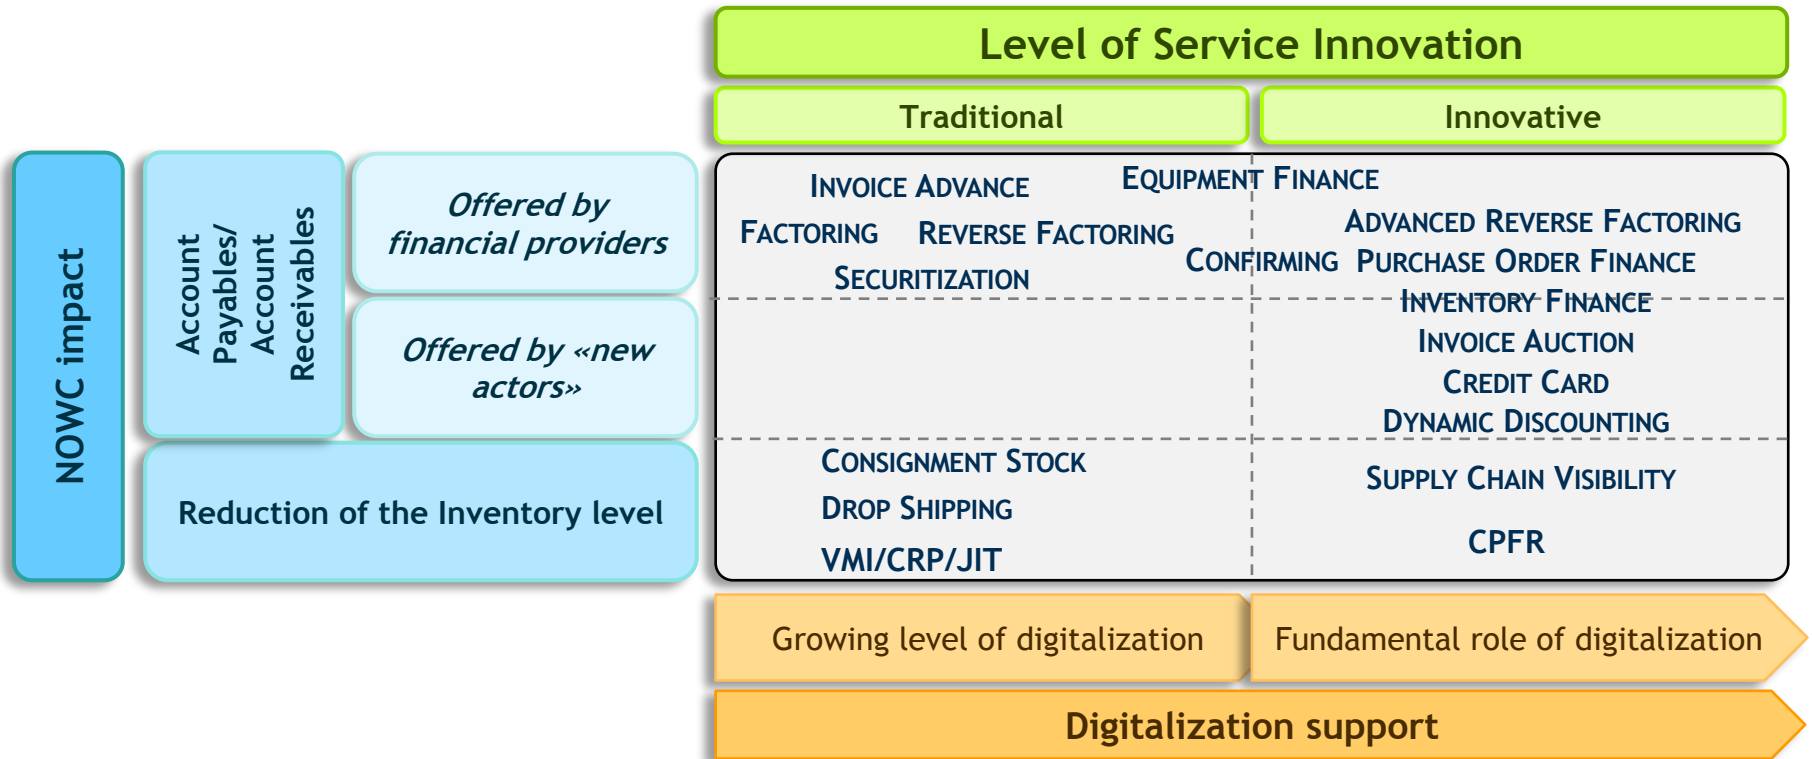 Level of Service Innovation
Traditional
Innovative
NOWC impact
Account
Payables/
Account
Receivables
Offered by
financial providers
Offered by «new
actors»
Reduction of the Inventory level
INVOICE ADVANCE
EQUIPMENT FINANCE
FACTORING
REVERSE FACTORING
ADVANCED REVERSE FACTORING
CONFIRMING
PURCHASE ORDER FINANCE
SECURITIZATION
INVENTORY FINANCE
INVOICE AUCTION
CREDIT CARD
DYNAMIC DISCOUNTING
CONSIGNMENT STOCK
DROP SHIPPING
VMI/CRP/JIT
SUPPLY CHAIN VISIBILITY
CPFR
Growing level of digitalization
Fundamental role of digitalization
Digitalization support